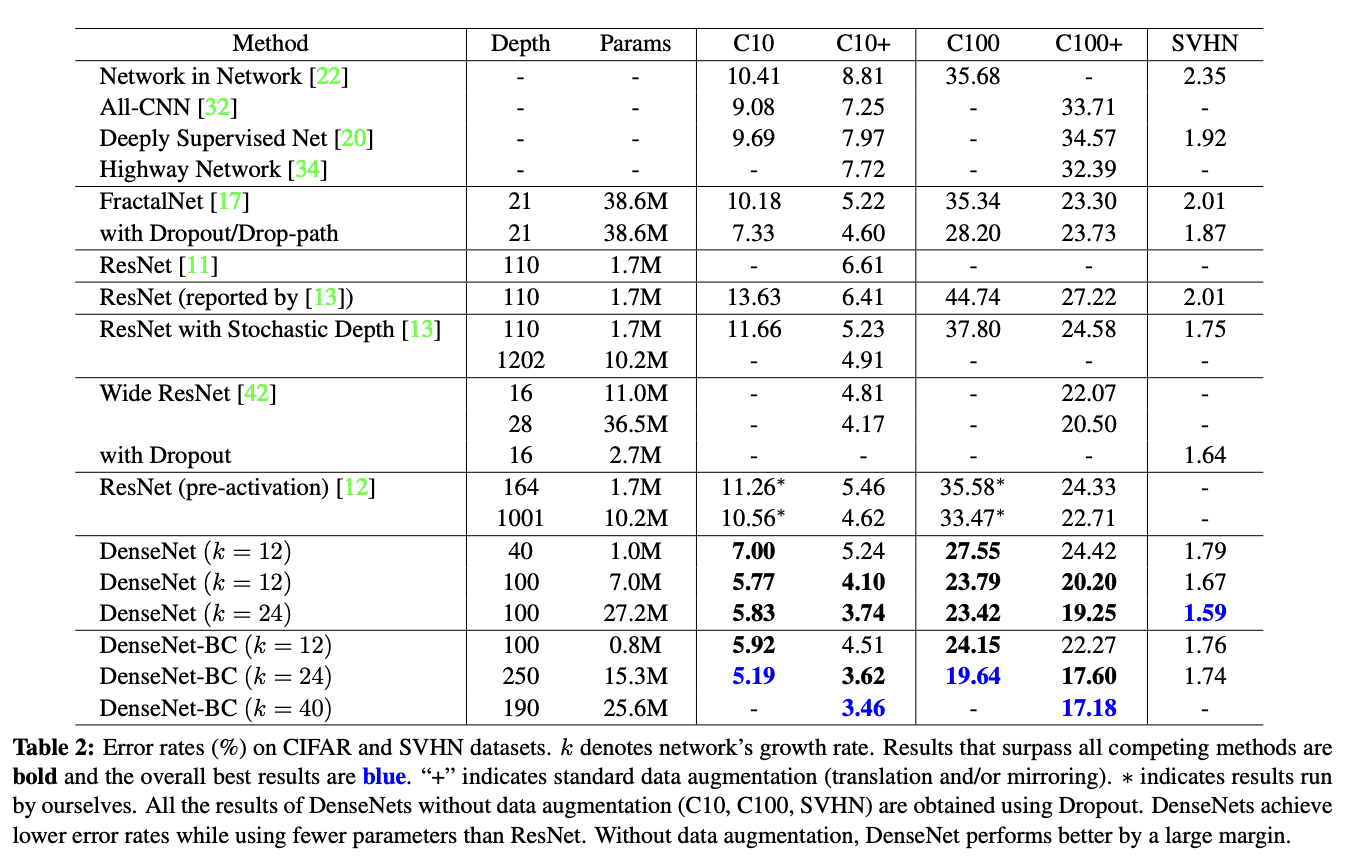 Method Depth Params C10 C10+ C100 C100+ SVHN
Network in Network [22] - - 10.41 8.81 35.68 - 2.35
All-CNN [32] - - 9.08 7.25 - 33.71 -
Deeply Supervised Net [20] - - 9.69 7.97 - 34.57 1.92
Highway Network [34] - - - 7.72 - 32.39 -
FractalNet [17] 21 38.6M 10.18 5.22 35.34 23.30 2.01
with Dropout/Drop-path 21 38.6M 7.33 4.60 28.20 23.73 1.87
ResNet [11] 110 1.7M - 6.61 - - -
ResNet (reported by [13]) 110 1.7M 13.63 6.41 44.74 27.22 2.01
ResNet with Stochastic Depth [13] 110 1.7M 11.66 5.23 37.80 24.58 1.75
1202 10.2M - 4.91 - - -
Wide ResNet [42] 16 11.0M - 4.81 - 22.07 -
28 36.5M - 4.17 - 20.50 -
with Dropout 16 2.7M - - - - 1.64
ResNet (pre-activation) [12] 164 1.7M 11.26* 5.46 35.58* 24.33 -
1001 10.2M 10.56* 4.62 33.47* 22.71 -
DenseNet (k = 12) 40 1.0M 7.00 5.24 27.55 24.42 1.79
DenseNet (k = 12) 100 7.0M 5.77 4.10 23.79 20.20 1.67
DenseNet (k = 24) 100 27.2M 5.83 3.74 23.42 19.25 1.59
DenseNet-BC (k = 12) 100 0.8M 5.92 4.51 24.15 22.27 1.76
DenseNet-BC (k = 24) 250 15.3M 5.19 3.62 19.64 17.60 1.74
DenseNet-BC (k = 40) 190 25.6M - 3.46 - 17.18 -
Table 2: Error rates (%) on CIFAR and SVHN datasets. k denotes network's growth rate. Results that surpass all competing methods are
bold and the overall best results are blue. “+” indicates standard data augmentation (translation and/or mirroring). * indicates results run
by ourselves. All the results of DenseNets without data augmentation (C10, C100, SVHN) are obtained using Dropout. DenseNets achieve
lower error rates while using fewer parameters than ResNet. Without data augmentation, DenseNet performs better by a large margin.